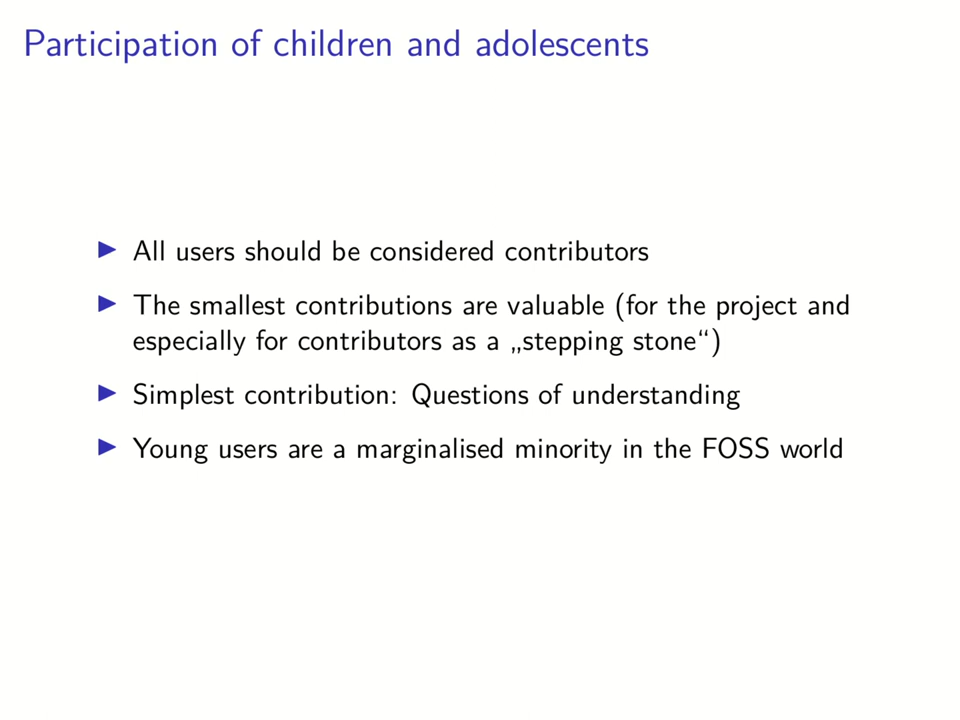 Participation of children and adolescents
▶ All users should be considered contributors
▶ The smallest contributions are valuable (for the project and
especially for contributors as a „stepping stone“)
▶ Simplest contribution: Questions of understanding
▶ Young users are a marginalised minority in the FOSS world